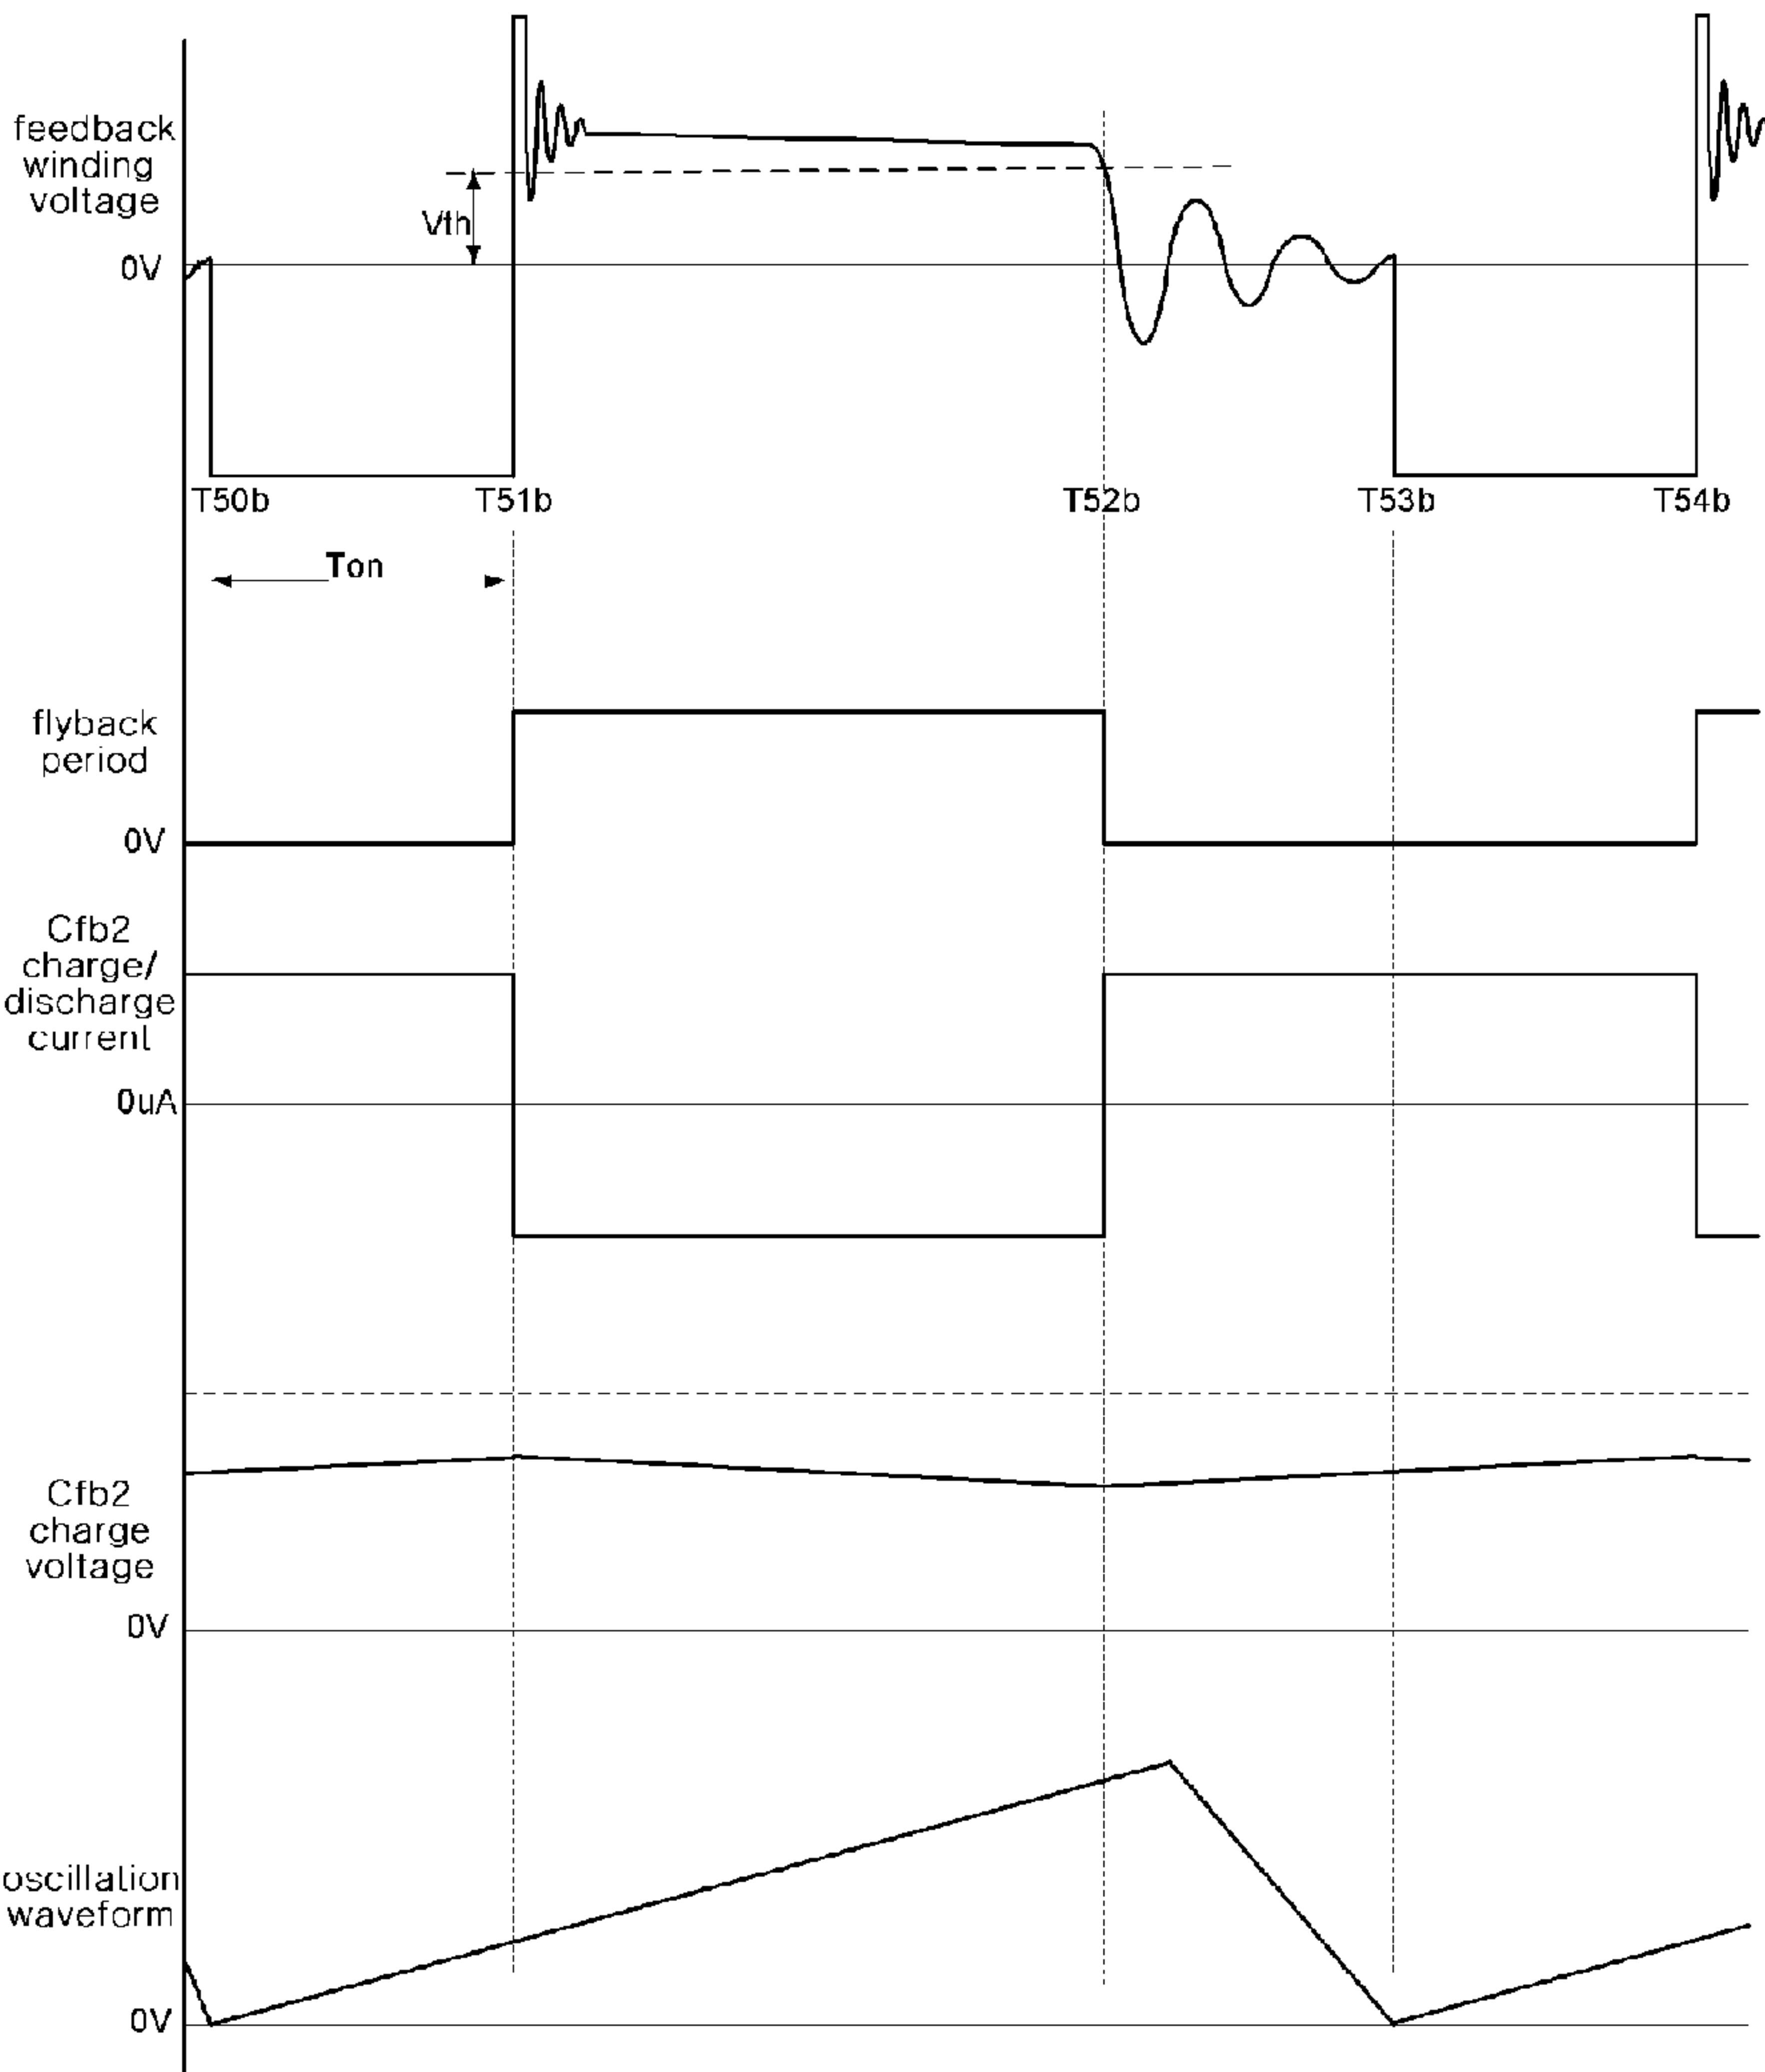 feedback
winding
voltage
Vth
0V
T50b T51b T52b T53b T54b
Ton
flyback
period
0V
Cfb2
charge/
discharge
current
0uA
Cfb2
charge
voltage
0V
oscillation
waveform
0V